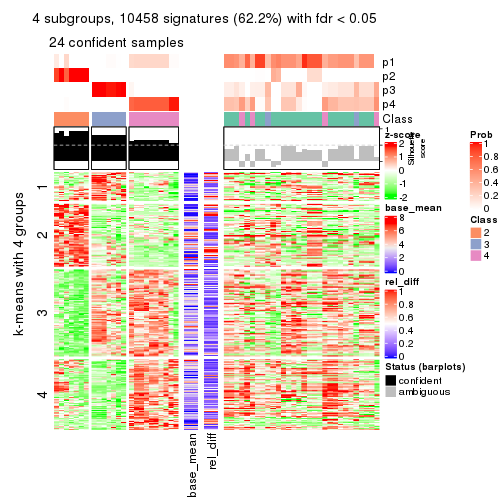 4 subgroups, 10458 signatures (62.2%) with fdr < 0.05
24 confident samples
p1
p2
p3
p4
Class
1
Silhouette
score
k-means with 4 groups
1
2
3
4
base_mean
rel_diff
z-score
2
1
0
-1
-2
base_mean
8
6
4
2
0
rel_diff
1
0.8
0.6
0.4
0.2
0
Status (barplots)
confident
ambiguous
Prob
1
0.8
0.6
0.4
0.2
0
Class
2
3
4